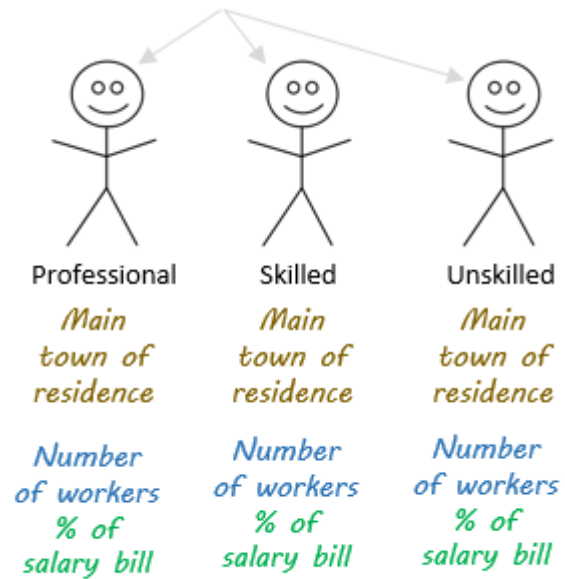 Professional
Skilled
Unskilled
Main
town of
residence
Main
town of
residence
Main
town of
residence
Number
of workers
% of
salary bill
Number
of workers
% of
salary bill
Number
of workers
% of
salary bill